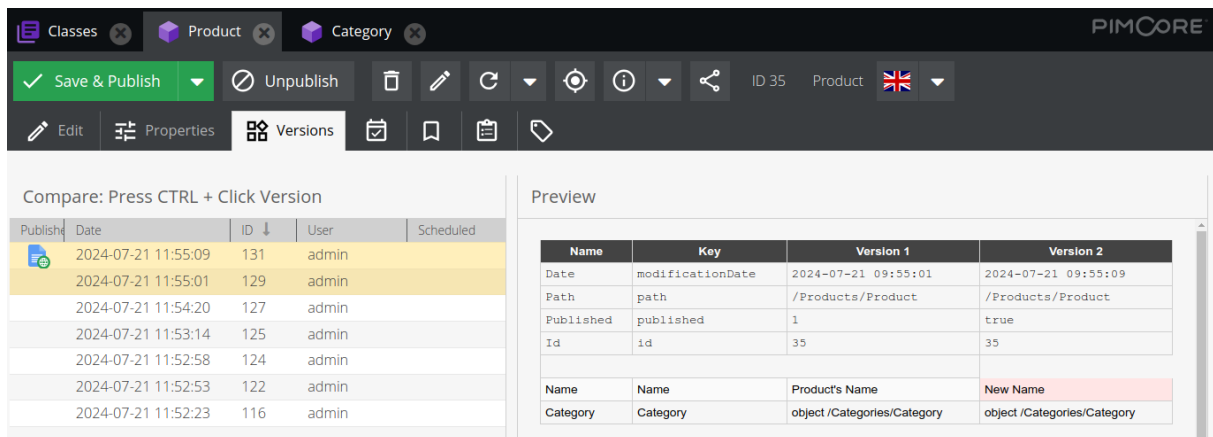 Classes Product Category PIMCORE
Save & Publish Unpublish ID 35 Product
Edit Properties Versions
Compare: Press CTRL + Click Version
Publishe Date ID User Scheduled
2024-07-21 11:55:09 131 admin
2024-07-21 11:55:01 129 admin
2024-07-21 11:54:20 127 admin
2024-07-21 11:53:14 125 admin
2024-07-21 11:52:58 124 admin
2024-07-21 11:52:53 122 admin
2024-07-21 11:52:23 116 admin
Preview
Name Key Version 1 Version 2
Date modificationDate 2024-07-21 09:55:01 2024-07-21 09:55:09
Path path /Products/Product /Products/Product
Published published 1 true
Id id 35 35
Name Name Product's Name New Name
Category Category object /Categories/Category object /Categories/Category